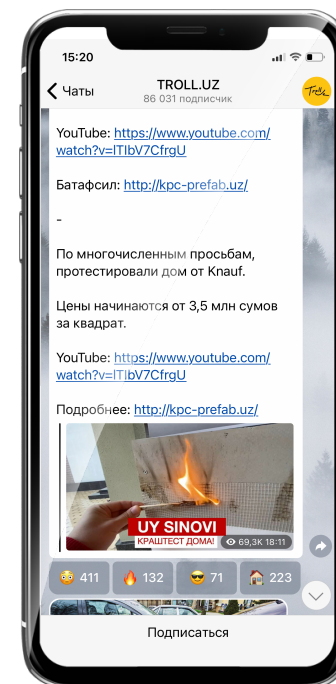 15:20
Чаты
TROLL.UZ
86 031 подписчик
Troll
YouTube: https://www.youtube.com/
watch?v=ITIbV7CfrgU
Батафсил: http://kpc-prefab.uz/
-
По многочисленным просьбам,
протестировали дом от Knauf.
Цены начинаются от 3,5 млн сумов
за квадрат.
YouTube: https://www.youtube.com/
watch?v=ITIbV7CfrgU
Подробнее: http://kpc-prefab.uz/
UY SINOVI
КРАШТЕСТ ДОМА!
69,3K 18:11
411
132
71
223
Подписаться